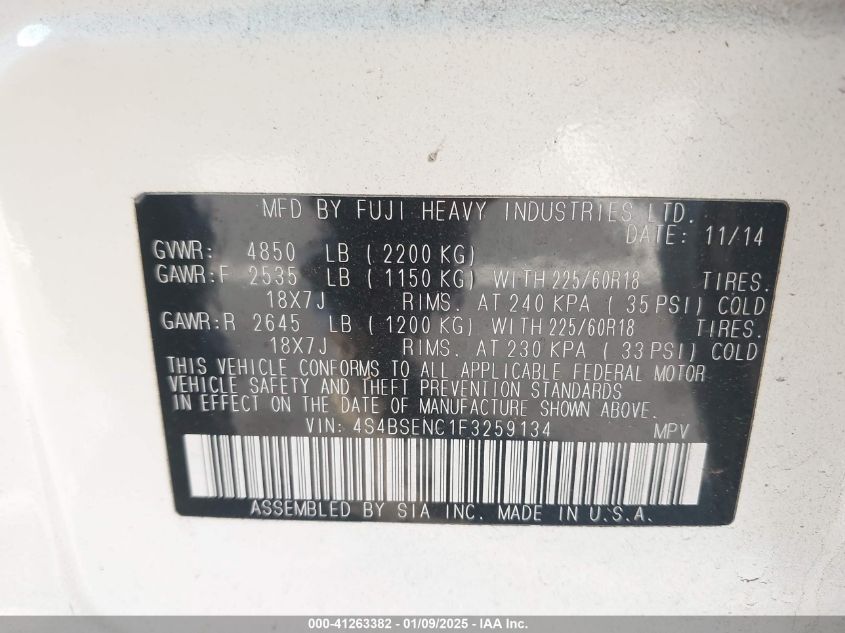 MFD BY FUJI HEAVY INDUSTRIES LTD.
DATE: 11/14
GVWR: 4850 LB ( 2200 KG)
GAWR:F 2535 LB ( 1150 KG) WITH 225/60R18 TIRES.
18X7J RIMS. AT 240 KPA ( 35 PSI) COLD
GAWR:R 2645 LB ( 1200 KG) WITH 225/60R18 TIRES.
18X7J RIMS. AT 230 KPA ( 33 PSI) COLD
THIS VEHICLE CONFORMS TO ALL APPLICABLE FEDERAL MOTOR
VEHICLE SAFETY AND THEFT PREVENTION STANDARDS
IN EFFECT ON THE DATE OF MANUFACTURE SHOWN ABOVE.
VIN: 4S4BSENC1F3259134 MPV
ASSEMBLED BY SIA INC. MADE IN U.S.A.
000-41263382 - 01/09/2025 - IAA Inc.